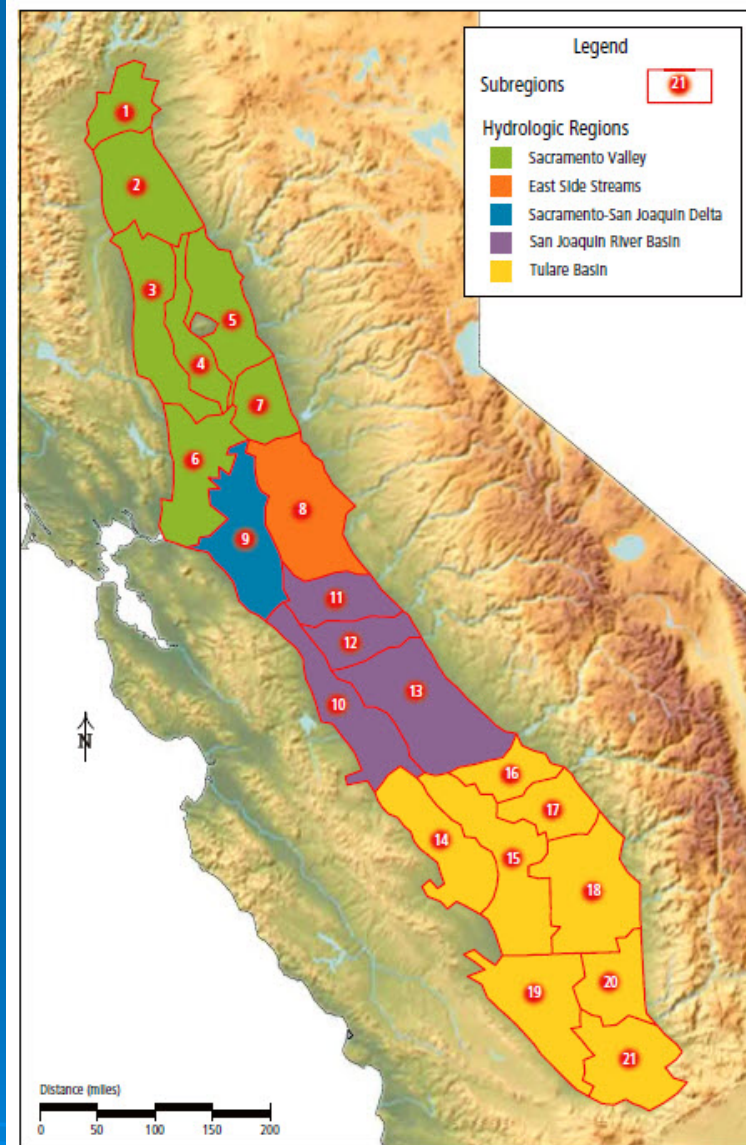 Legend
Subregions 21
Hydrologic Regions
Sacramento Valley
East Side Streams
Sacramento-San Joaquin Delta
San Joaquin River Basin
Tulare Basin
1
2
3
5
4
7
6
8
9
11
12
10
13
N
16
17
14
15
18
19
20
21
Distance (miles)
0 50 100 150 200